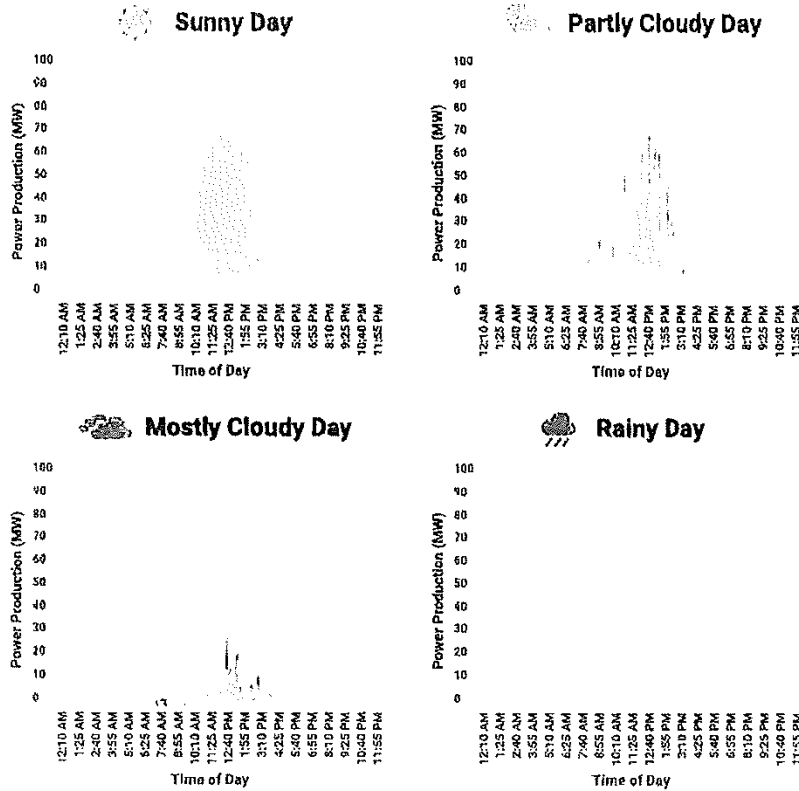 Sunny Day
100
90
80
70
60
50
40
30
20
10
0
Power Production (MW)
12:10 AM
1:25 AM
2:40 AM
3:55 AM
5:10 AM
6:25 AM
7:40 AM
8:55 AM
10:10 AM
11:25 AM
12:40 PM
1:55 PM
3:10 PM
4:25 PM
5:40 PM
6:55 PM
8:10 PM
9:25 PM
10:40 PM
11:55 PM
Time of Day
Partly Cloudy Day
100
90
80
70
60
50
40
30
20
10
0
Power Production (MW)
12:10 AM
1:25 AM
2:40 AM
3:55 AM
5:10 AM
6:25 AM
7:40 AM
8:55 AM
10:10 AM
11:25 AM
12:40 PM
1:55 PM
3:10 PM
4:25 PM
5:40 PM
6:55 PM
8:10 PM
9:25 PM
10:40 PM
11:55 PM
Time of Day
Mostly Cloudy Day
100
90
80
70
60
50
40
30
20
10
0
Power Production (MW)
12:10 AM
1:25 AM
2:40 AM
3:55 AM
5:10 AM
6:25 AM
7:40 AM
8:55 AM
10:10 AM
11:25 AM
12:40 PM
1:55 PM
3:10 PM
4:25 PM
5:40 PM
6:55 PM
8:10 PM
9:25 PM
10:40 PM
11:55 PM
Time of Day
Rainy Day
100
90
80
70
60
50
40
30
20
10
0
Power Production (MW)
12:10 AM
1:25 AM
2:40 AM
3:55 AM
5:10 AM
6:25 AM
7:40 AM
8:55 AM
10:10 AM
11:25 AM
12:40 PM
1:55 PM
3:10 PM
4:25 PM
5:40 PM
6:55 PM
8:10 PM
9:25 PM
10:40 PM
11:55 PM
Time of Day